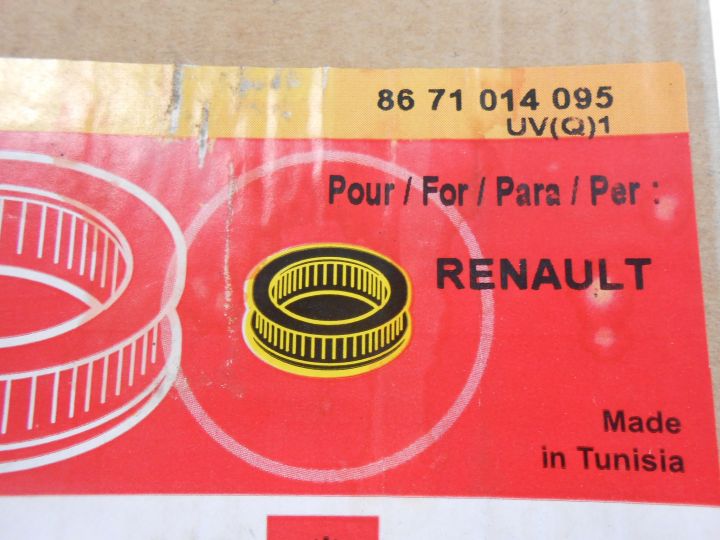 86 71 014 095
UV(Q)1
Pour / For / Para / Per :
RENAULT
Made
in Tunisia